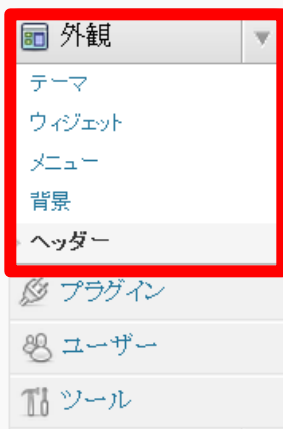 外観
テーマ
ウィジェット
メニュー
背景
ヘッダー
プラグイン
ユーザー
ツール